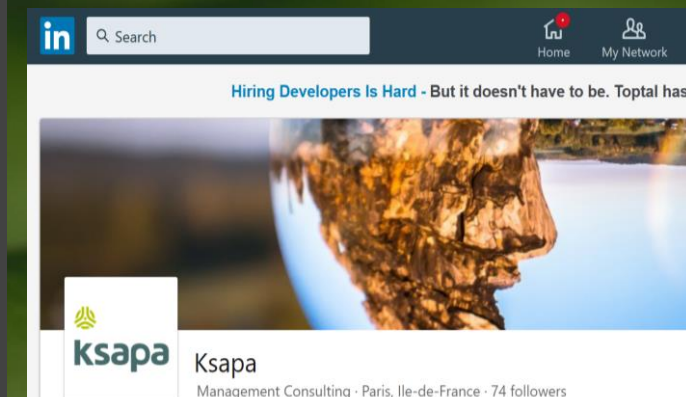 in
Search
Home
My Network
Hiring Developers Is Hard - But it doesn't have to be. Toptal has
ksapa
Ksapa
Management Consulting · Paris, Ile-de-France · 74 followers